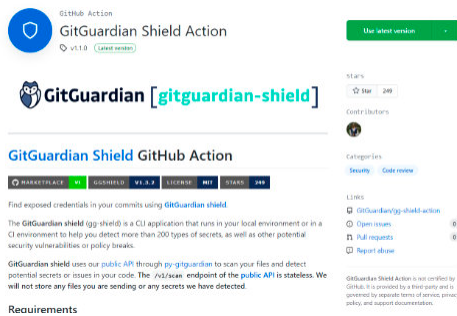 GitHub Action
GitGuardian Shield Action
v1.1.0 Latest version
Use latest version
GitGuardian [gitguardian-shield]
Stars
Star 249
Contributors
Categories
Security Code review
Links
GitGuardian/gg-shield-action
Open issues 0
Pull requests 0
Report abuse
GitGuardian Shield Action is not certified by
GitHub. It is provided by a third-party and is
governed by separate terms of service, privac
policy, and support documentation.
GitGuardian Shield GitHub Action
MARKETPLACE V1 GGSHIELD V1.3.2 LICENSE MIT STARS 249
Find exposed credentials in your commits using GitGuardian shield.
The GitGuardian shield (gg-shield) is a CLI application that runs in your local environment or in a
CI environment to help you detect more than 200 types of secrets, as well as other potential
security vulnerabilities or policy breaks.
GitGuardian shield uses our public API through py-gitguardian to scan your files and detect
potential secrets or issues in your code. The /v1/scan endpoint of the public API is stateless. We
will not store any files you are sending or any secrets we have detected.
Requirements